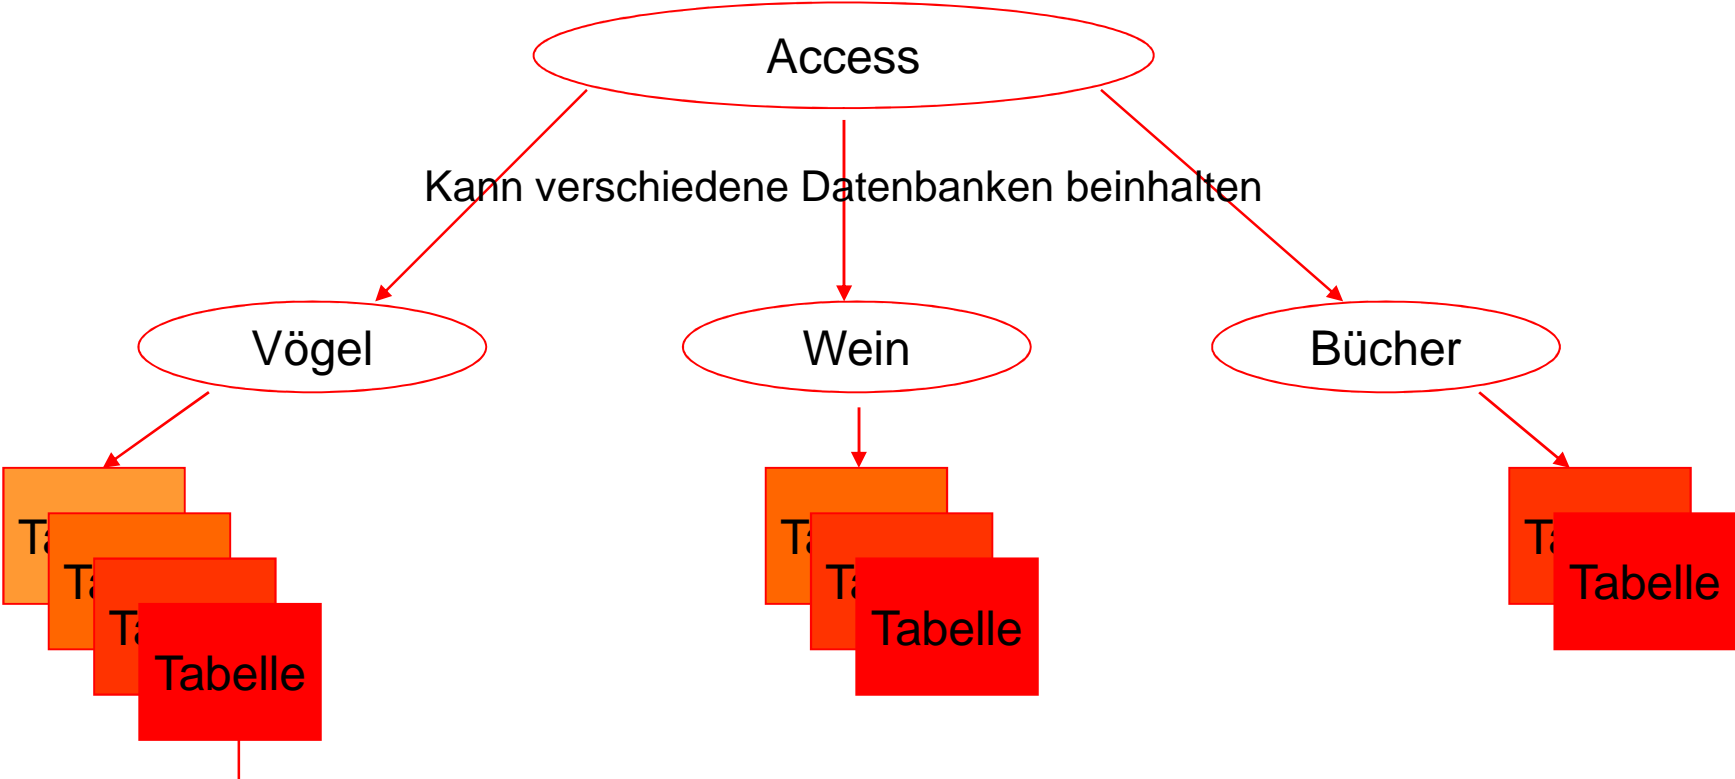 Access
Kann verschiedene Datenbanken beinhalten
Vögel
Wein
Bücher
Tabelle
Tabelle
Tabelle